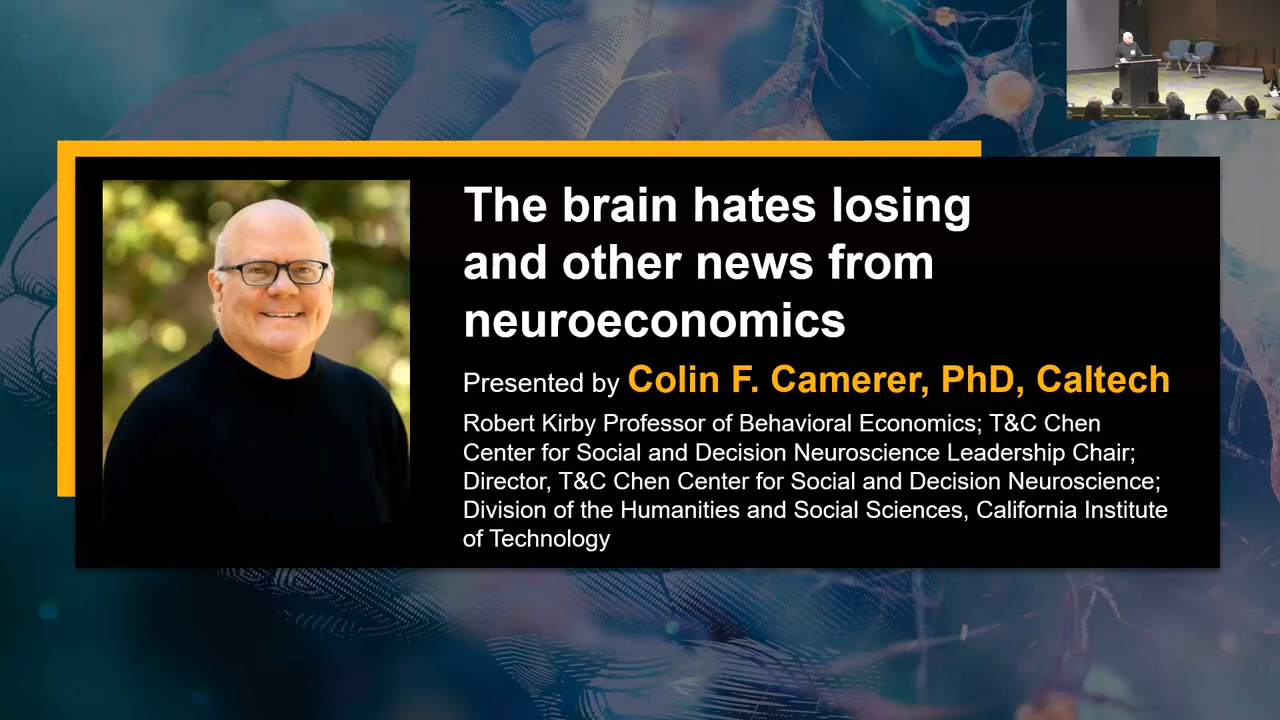 The brain hates losing
and other news from
neuroeconomics
Presented by Colin F. Camerer, PhD, Caltech
Robert Kirby Professor of Behavioral Economics; T&C Chen
Center for Social and Decision Neuroscience Leadership Chair;
Director, T&C Chen Center for Social and Decision Neuroscience;
Division of the Humanities and Social Sciences, California Institute
of Technology